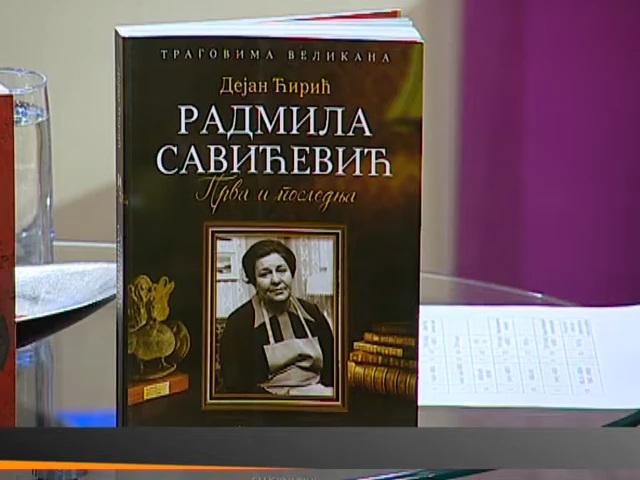 ТРАГОВИМА ВЕЛИКАНА
Дејан Ћирић
РАДМИЛА
САВИЋЕВИЋ
Прва и последња